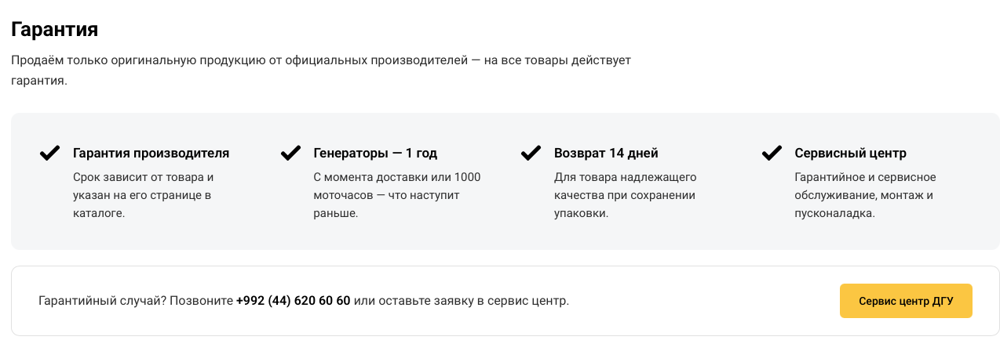 Гарантия
Продаём только оригинальную продукцию от официальных производителей — на все товары действует
гарантия.
Гарантия производителя
Срок зависит от товара и
указан на его странице в
каталоге.
Генераторы — 1 год
С момента доставки или 1000
моточасов — что наступит
раньше.
Возврат 14 дней
Для товара надлежащего
качества при сохранении
упаковки.
Сервисный центр
Гарантийное и сервисное
обслуживание, монтаж и
пусконаладка.
Гарантийный случай? Позвоните +992 (44) 620 60 60 или оставьте заявку в сервис центр.
Сервис центр ДГУ